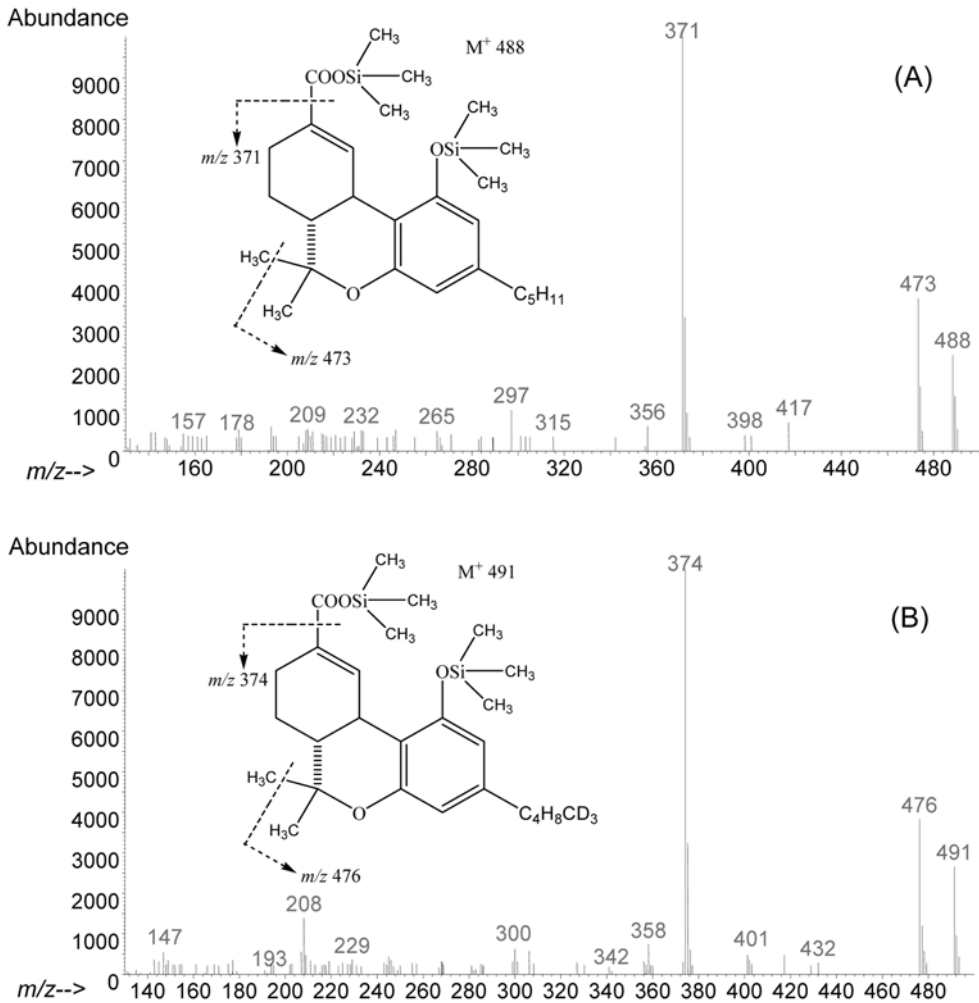 Abundance
371
CH₃
M⁺ 488
COOSi
CH₃
(A)
9000
CH₃
CH₃
8000
OSi
CH₃
m/z 371
7000
CH₃
6000
5000
H₃C
473
4000
O
C₅H₁₁
H₃C
3000
488
m/z 473
2000
297
1000
157
178
209
232
265
315
356
398
417
0
m/z-->
160
200
240
280
320
360
400
440
480
Abundance
374
CH₃
M⁺ 491
COOSi
CH₃
9000
(B)
CH₃
CH₃
8000
OSi
CH₃
m/z 374
CH₃
7000
6000
5000
H₃C
476
4000
O
C₄H₈CD₃
H₃C
3000
491
m/z 476
2000
208
1000
147
193
229
300
342
358
401
432
0
m/z-->
140
160
180
200
220
240
260
280
300
320
340
360
380
400
420
440
460
480